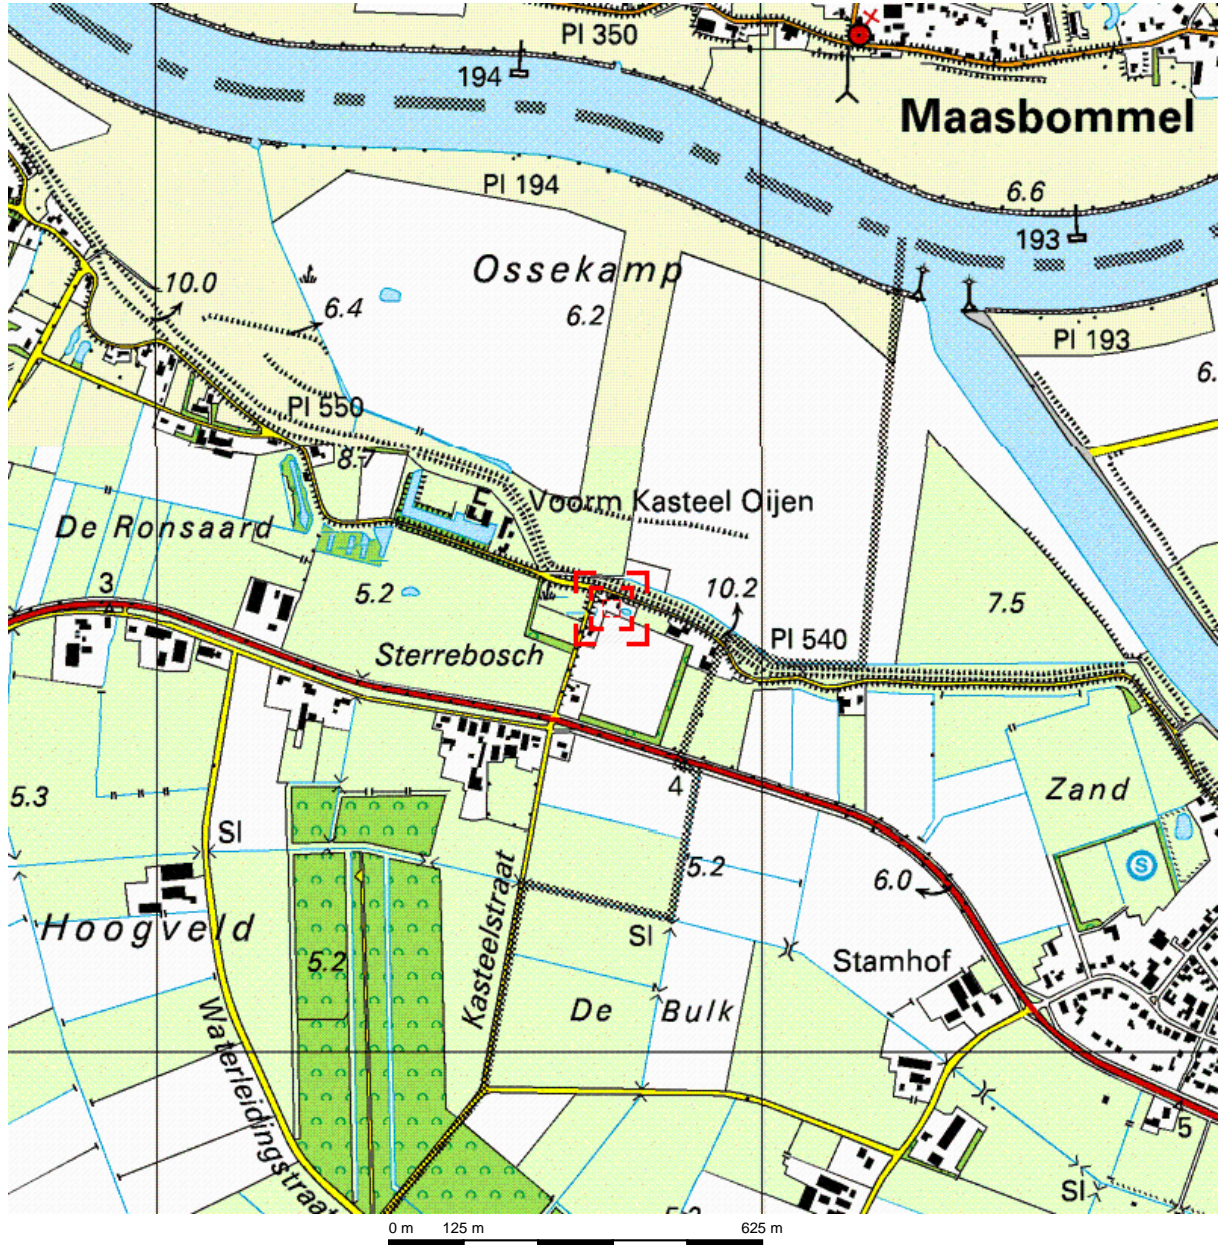 Pl 350
194
Maasbommel
Pl 194
6.6
193
Ossekamp
10.0
6.4
6.2
Pl 193
6.
Pl 550
8.7
Voorm Kasteel Oijen
De Ronsaard
3
5.2
10.2
7.5
Pl 540
Sterrebosch
4
Zand
5.3
Sl
5.2
S
6.0
Kasteelstraat
Hoogveld
5.2
Sl
Stamhof
De Bulk
Waterleidingstraat
5
Sl
0 m 125 m 625 m